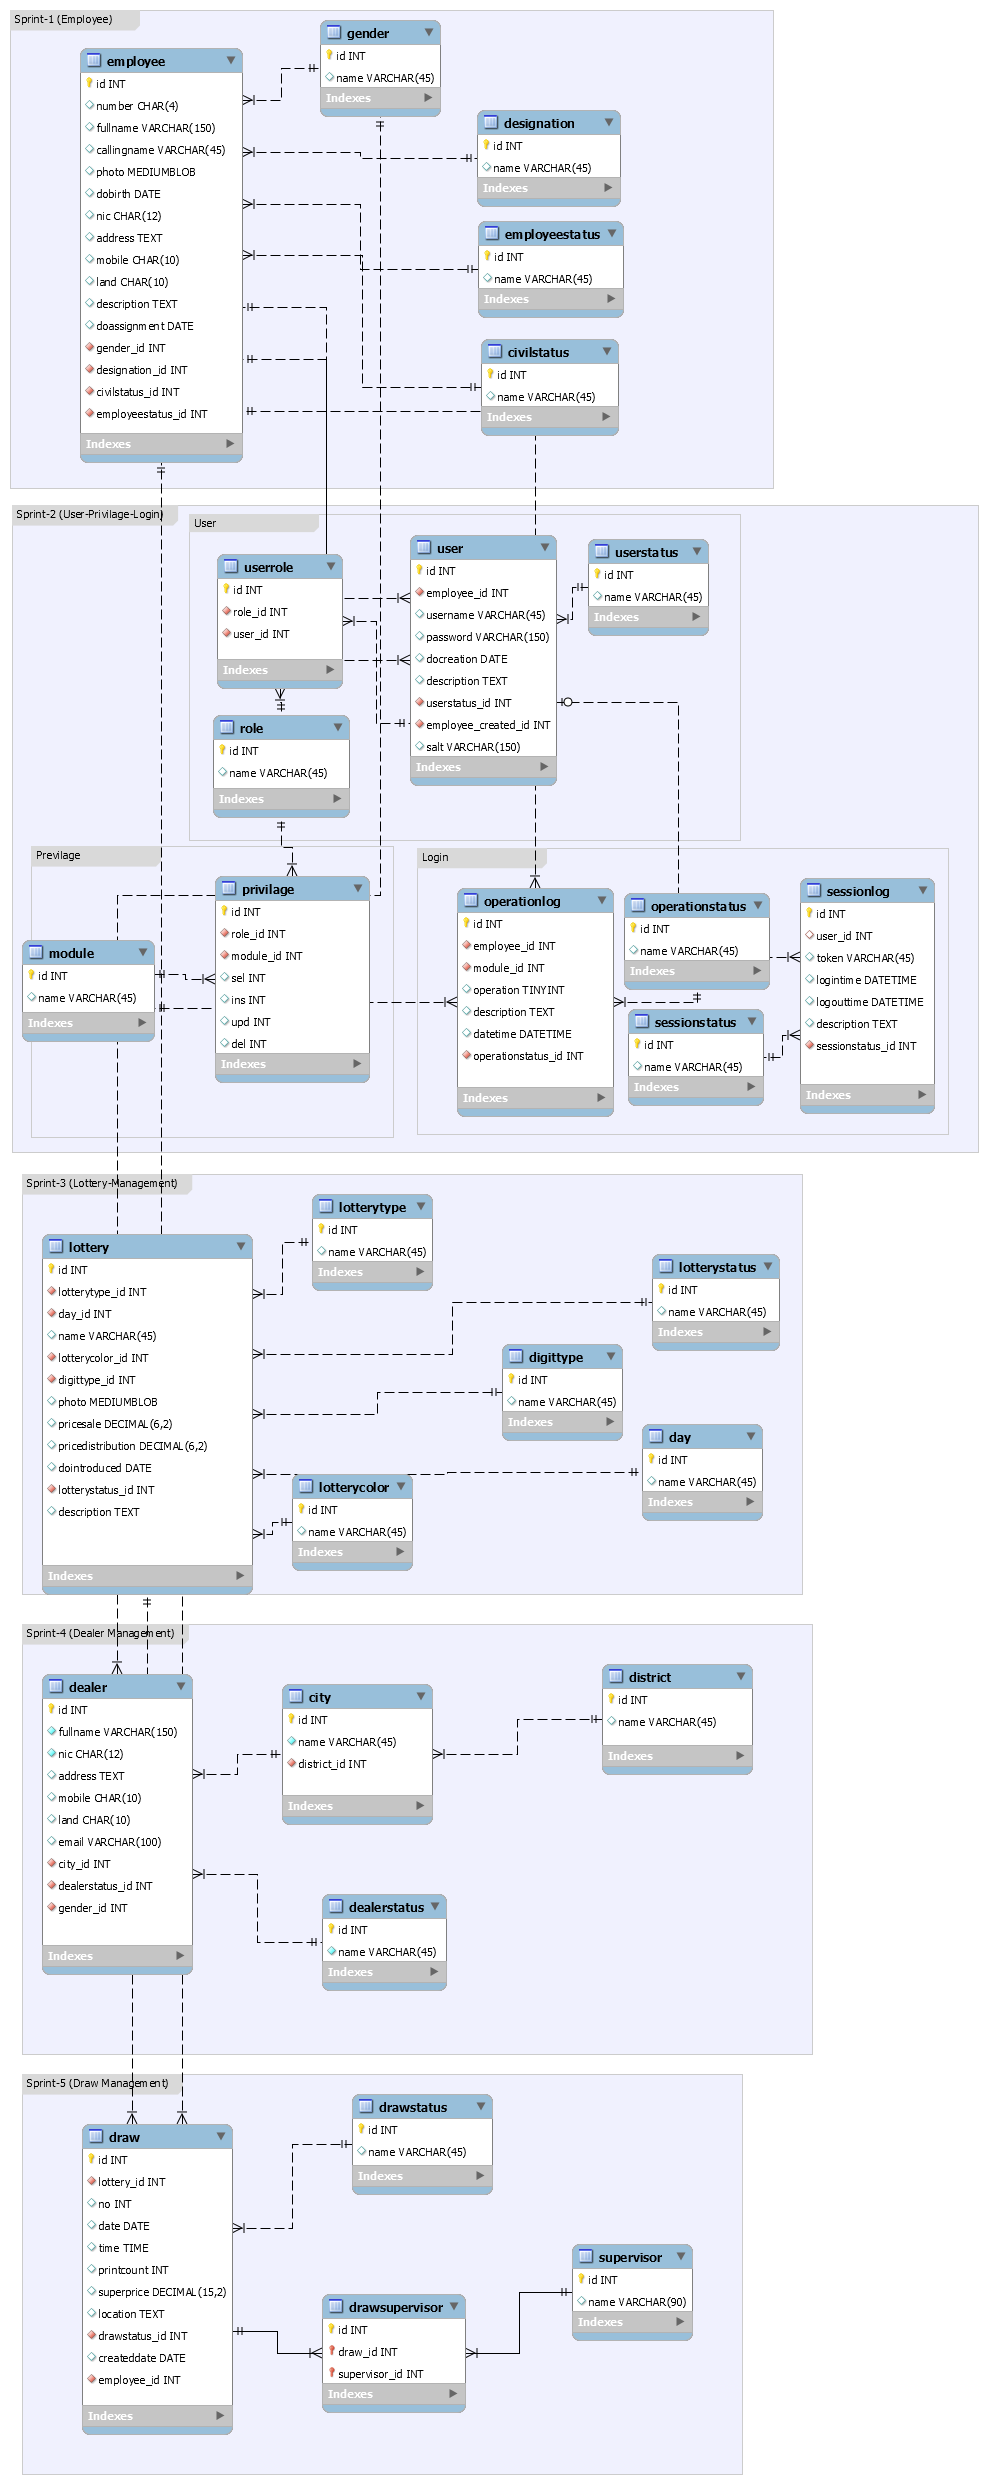 Sprint-1 (Employee)
employee
id INT
number CHAR(4)
fullname VARCHAR(150)
callingname VARCHAR(45)
photo MEDIUMBLOB
dobirth DATE
nic CHAR(12)
address TEXT
mobile CHAR(10)
land CHAR(10)
description TEXT
doassignment DATE
gender_id INT
designation_id INT
civilstatus_id INT
employeestatus_id INT
Indexes
gender
id INT
name VARCHAR(45)
Indexes
designation
id INT
name VARCHAR(45)
Indexes
employeestatus
id INT
name VARCHAR(45)
Indexes
civilstatus
id INT
name VARCHAR(45)
Indexes
Sprint-2 (User-Privilage-Login)
User
userrole
id INT
role_id INT
user_id INT
Indexes
user
id INT
employee_id INT
username VARCHAR(45)
password VARCHAR(150)
docreation DATE
description TEXT
userstatus_id INT
employee_created_id INT
salt VARCHAR(150)
Indexes
userstatus
id INT
name VARCHAR(45)
Indexes
role
id INT
name VARCHAR(45)
Indexes
Previlage
module
id INT
name VARCHAR(45)
Indexes
privilage
id INT
role_id INT
module_id INT
sel INT
ins INT
upd INT
del INT
Indexes
Login
operationlog
id INT
employee_id INT
module_id INT
operation TINYINT
description TEXT
datetime DATETIME
operationstatus_id INT
Indexes
operationstatus
id INT
name VARCHAR(45)
Indexes
sessionstatus
id INT
name VARCHAR(45)
Indexes
sessionlog
id INT
user_id INT
token VARCHAR(45)
logintime DATETIME
logouttime DATETIME
description TEXT
sessionstatus_id INT
Indexes
Sprint-3 (Lottery-Management)
lottery
id INT
lotterytype_id INT
day_id INT
name VARCHAR(45)
lotterycolor_id INT
digittype_id INT
photo MEDIUMBLOB
pricesale DECIMAL(6,2)
pricedistribution DECIMAL(6,2)
dointroduced DATE
lotterystatus_id INT
description TEXT
Indexes
lotterytype
id INT
name VARCHAR(45)
Indexes
lotterystatus
id INT
name VARCHAR(45)
Indexes
digittype
id INT
name VARCHAR(45)
Indexes
day
id INT
name VARCHAR(45)
Indexes
lotterycolor
id INT
name VARCHAR(45)
Indexes
Sprint-4 (Dealer Management)
dealer
id INT
fullname VARCHAR(150)
nic CHAR(12)
address TEXT
mobile CHAR(10)
land CHAR(10)
email VARCHAR(100)
city_id INT
dealerstatus_id INT
gender_id INT
Indexes
city
id INT
name VARCHAR(45)
district_id INT
Indexes
district
id INT
name VARCHAR(45)
Indexes
dealerstatus
id INT
name VARCHAR(45)
Indexes
Sprint-5 (Draw Management)
draw
id INT
lottery_id INT
no INT
date DATE
time TIME
printcount INT
superprice DECIMAL(15,2)
location TEXT
drawstatus_id INT
createddate DATE
employee_id INT
Indexes
drawstatus
id INT
name VARCHAR(45)
Indexes
drawsupervisor
id INT
draw_id INT
supervisor_id INT
Indexes
supervisor
id INT
name VARCHAR(90)
Indexes